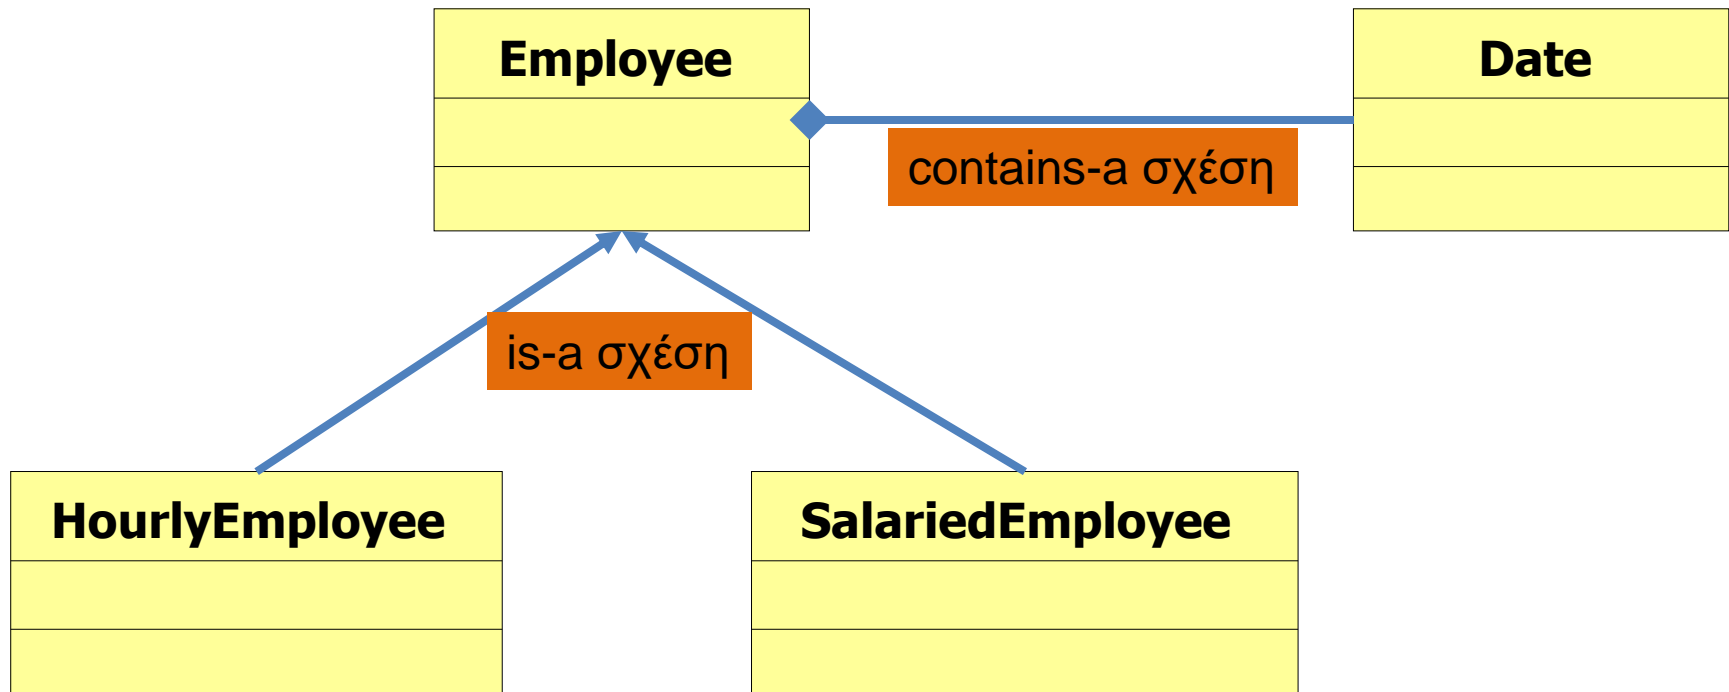 Employee
Date
contains-a σχέση
is-a σχέση
HourlyEmployee
SalariedEmployee